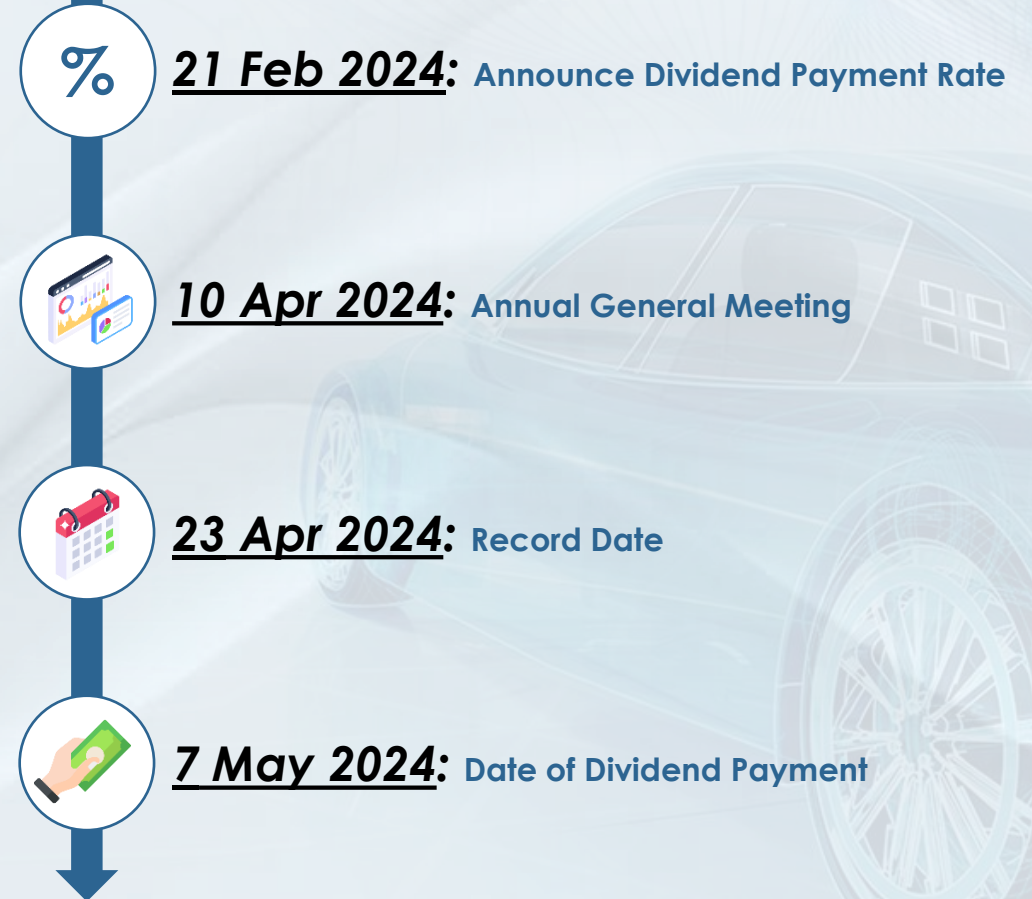 %
21 Feb 2024: Announce Dividend Payment Rate
10 Apr 2024: Annual General Meeting
23 Apr 2024: Record Date
7 May 2024: Date of Dividend Payment